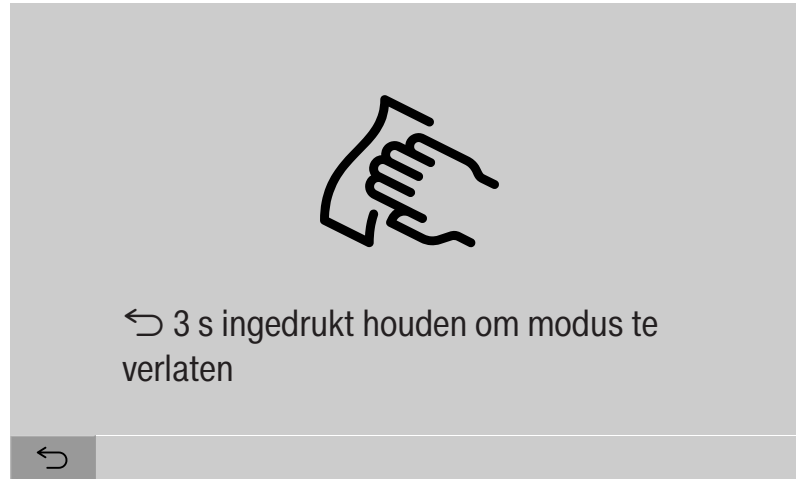 ⮌ 3 s ingedrukt houden om modus te
verlaten